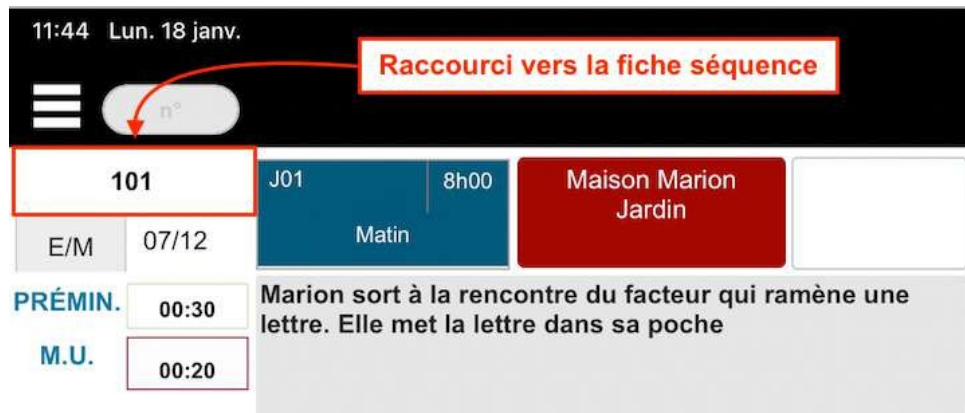 11:44 Lun. 18 janv.
Raccourci vers la fiche séquence
n°
101
J01
8h00
Matin
Maison Marion
Jardin
E/M
07/12
PRÉMIN.
00:30
Marion sort à la rencontre du facteur qui ramène une
lettre. Elle met la lettre dans sa poche
M.U.
00:20